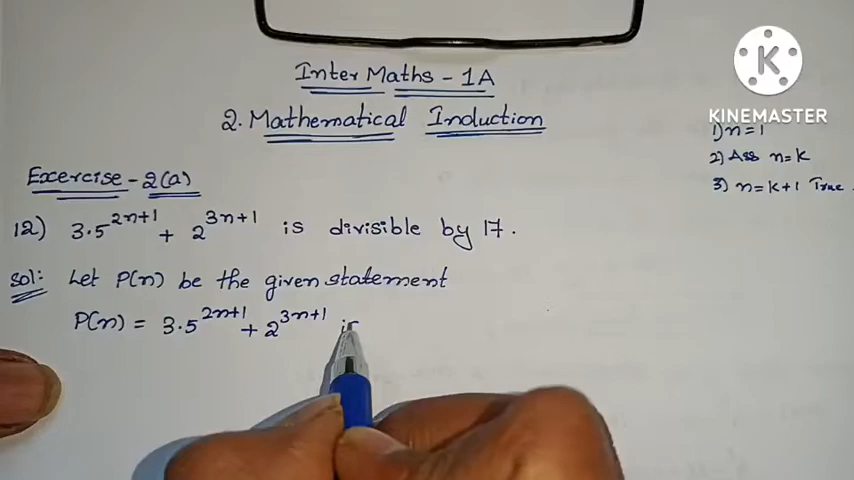 Inter Maths - 1A
2. Mathematical Induction
KINEMASTER
1) n=1
2) Ass n=k
3) n=k+1 True.
Excercise - 2(a)
12) 3·5^{2n+1} + 2^{3n+1} is divisible by 17.
Sol: Let P(n) be the given statement
P(n) = 3·5^{2n+1} + 2^{3n+1} is